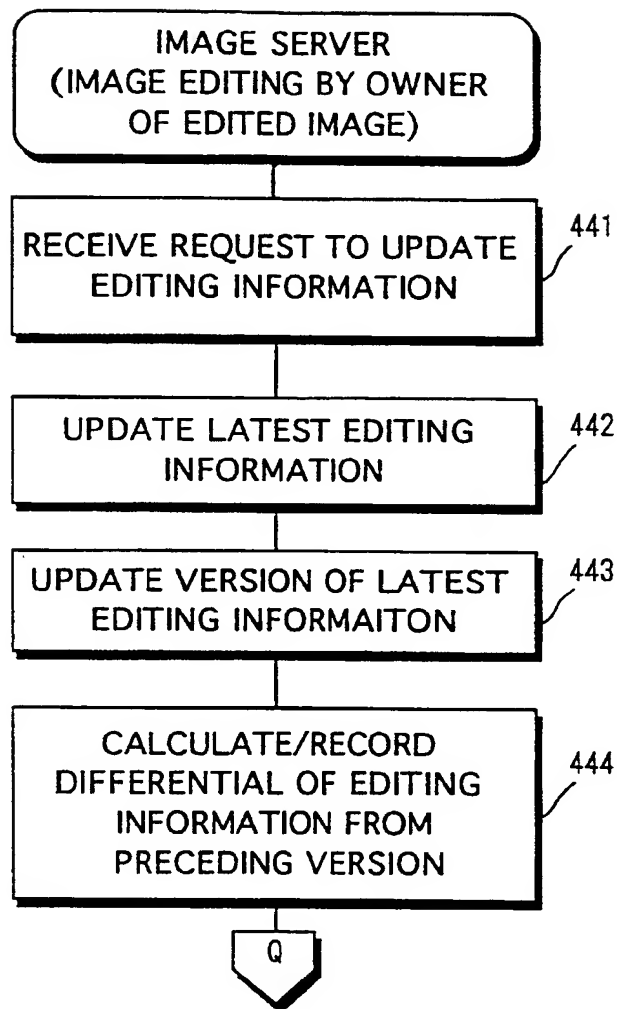 IMAGE SERVER
(IMAGE EDITING BY OWNER
OF EDITED IMAGE)
RECEIVE REQUEST TO UPDATE
EDITING INFORMATION
441
UPDATE LATEST EDITING
INFORMATION
442
UPDATE VERSION OF LATEST
EDITING INFORMAITON
443
CALCULATE/RECORD
DIFFERENTIAL OF EDITING
INFORMATION FROM
PRECEDING VERSION
444
Q